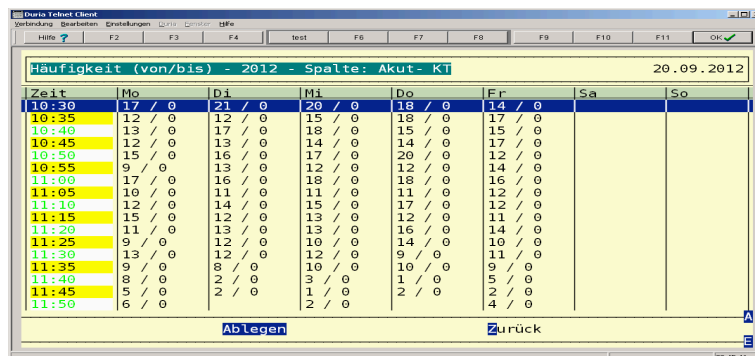 Duria Telnet Client
Verbindung Bearbeiten Einstellungen Duria Fenster Hilfe
Hilfe ? F2 F3 F4 test F6 F7 F8 F9 F10 F11 OK
Häufigkeit (von/bis) - 2012 - Spalte: Akut- KT 20.09.2012
Zeit Mo Di Mi Do Fr Sa So
10:30 17 / 0 21 / 0 20 / 0 18 / 0 14 / 0
10:35 12 / 0 12 / 0 15 / 0 18 / 0 17 / 0
10:40 13 / 0 17 / 0 18 / 0 15 / 0 15 / 0
10:45 12 / 0 13 / 0 14 / 0 14 / 0 17 / 0
10:50 15 / 0 16 / 0 17 / 0 20 / 0 12 / 0
10:55 9 / 0 13 / 0 12 / 0 12 / 0 14 / 0
11:00 17 / 0 16 / 0 18 / 0 18 / 0 16 / 0
11:05 10 / 0 11 / 0 11 / 0 11 / 0 12 / 0
11:10 12 / 0 14 / 0 15 / 0 17 / 0 12 / 0
11:15 15 / 0 12 / 0 13 / 0 12 / 0 11 / 0
11:20 11 / 0 13 / 0 13 / 0 16 / 0 14 / 0
11:25 9 / 0 12 / 0 10 / 0 14 / 0 10 / 0
11:30 13 / 0 12 / 0 12 / 0 9 / 0 11 / 0
11:35 9 / 0 8 / 0 10 / 0 10 / 0 9 / 0
11:40 8 / 0 2 / 0 3 / 0 1 / 0 5 / 0
11:45 5 / 0 2 / 0 1 / 0 2 / 0 2 / 0
11:50 6 / 0 2 / 0 4 / 0
A
Ablegen Zurück
E